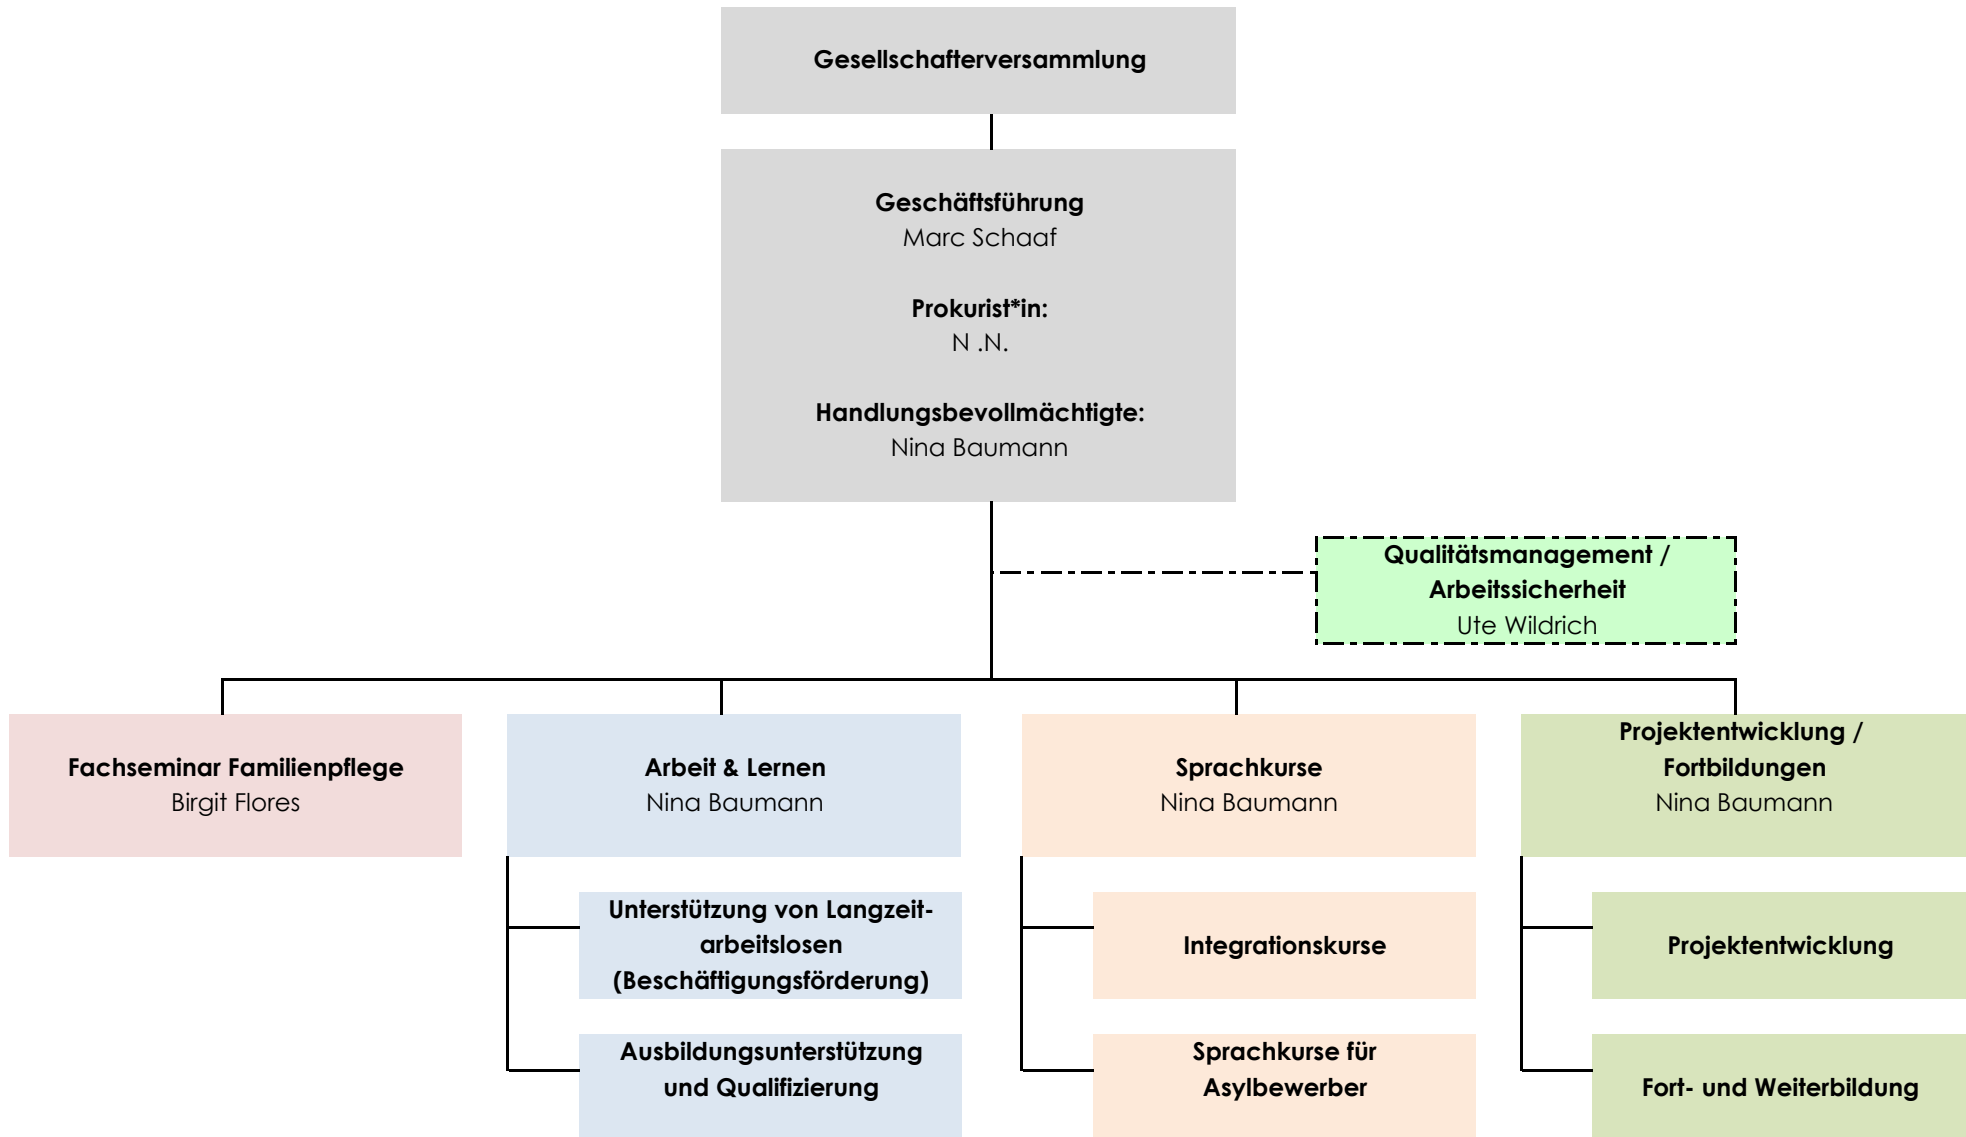 Gesellschafterversammlung
Geschäftsführung
Marc Schaaf
Prokurist*in:
N .N.
Handlungsbevollmächtigte:
Nina Baumann
Qualitätsmanagement /
Arbeitssicherheit
Ute Wildrich
Fachseminar Familienpflege
Birgit Flores
Arbeit & Lernen
Nina Baumann
Sprachkurse
Nina Baumann
Projektentwicklung /
Fortbildungen
Nina Baumann
Unterstützung von Langzeit-
arbeitslosen
(Beschäftigungsförderung)
Integrationskurse
Projektentwicklung
Ausbildungsunterstützung
und Qualifizierung
Sprachkurse für
Asylbewerber
Fort- und Weiterbildung